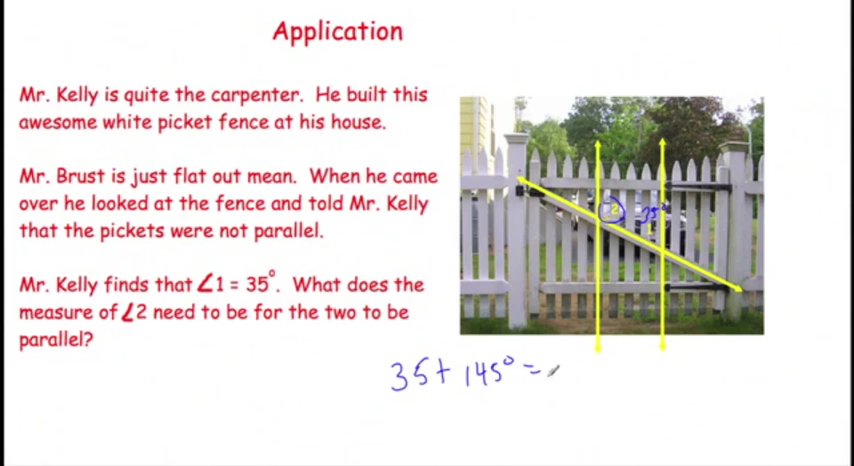 Application
Mr. Kelly is quite the carpenter. He built this
awesome white picket fence at his house.
Mr. Brust is just flat out mean. When he came
over he looked at the fence and told Mr. Kelly
that the pickets were not parallel.
Mr. Kelly finds that ∠1 = 35°. What does the
measure of ∠2 need to be for the two to be
parallel?
2
35°
1
35 + 145° =